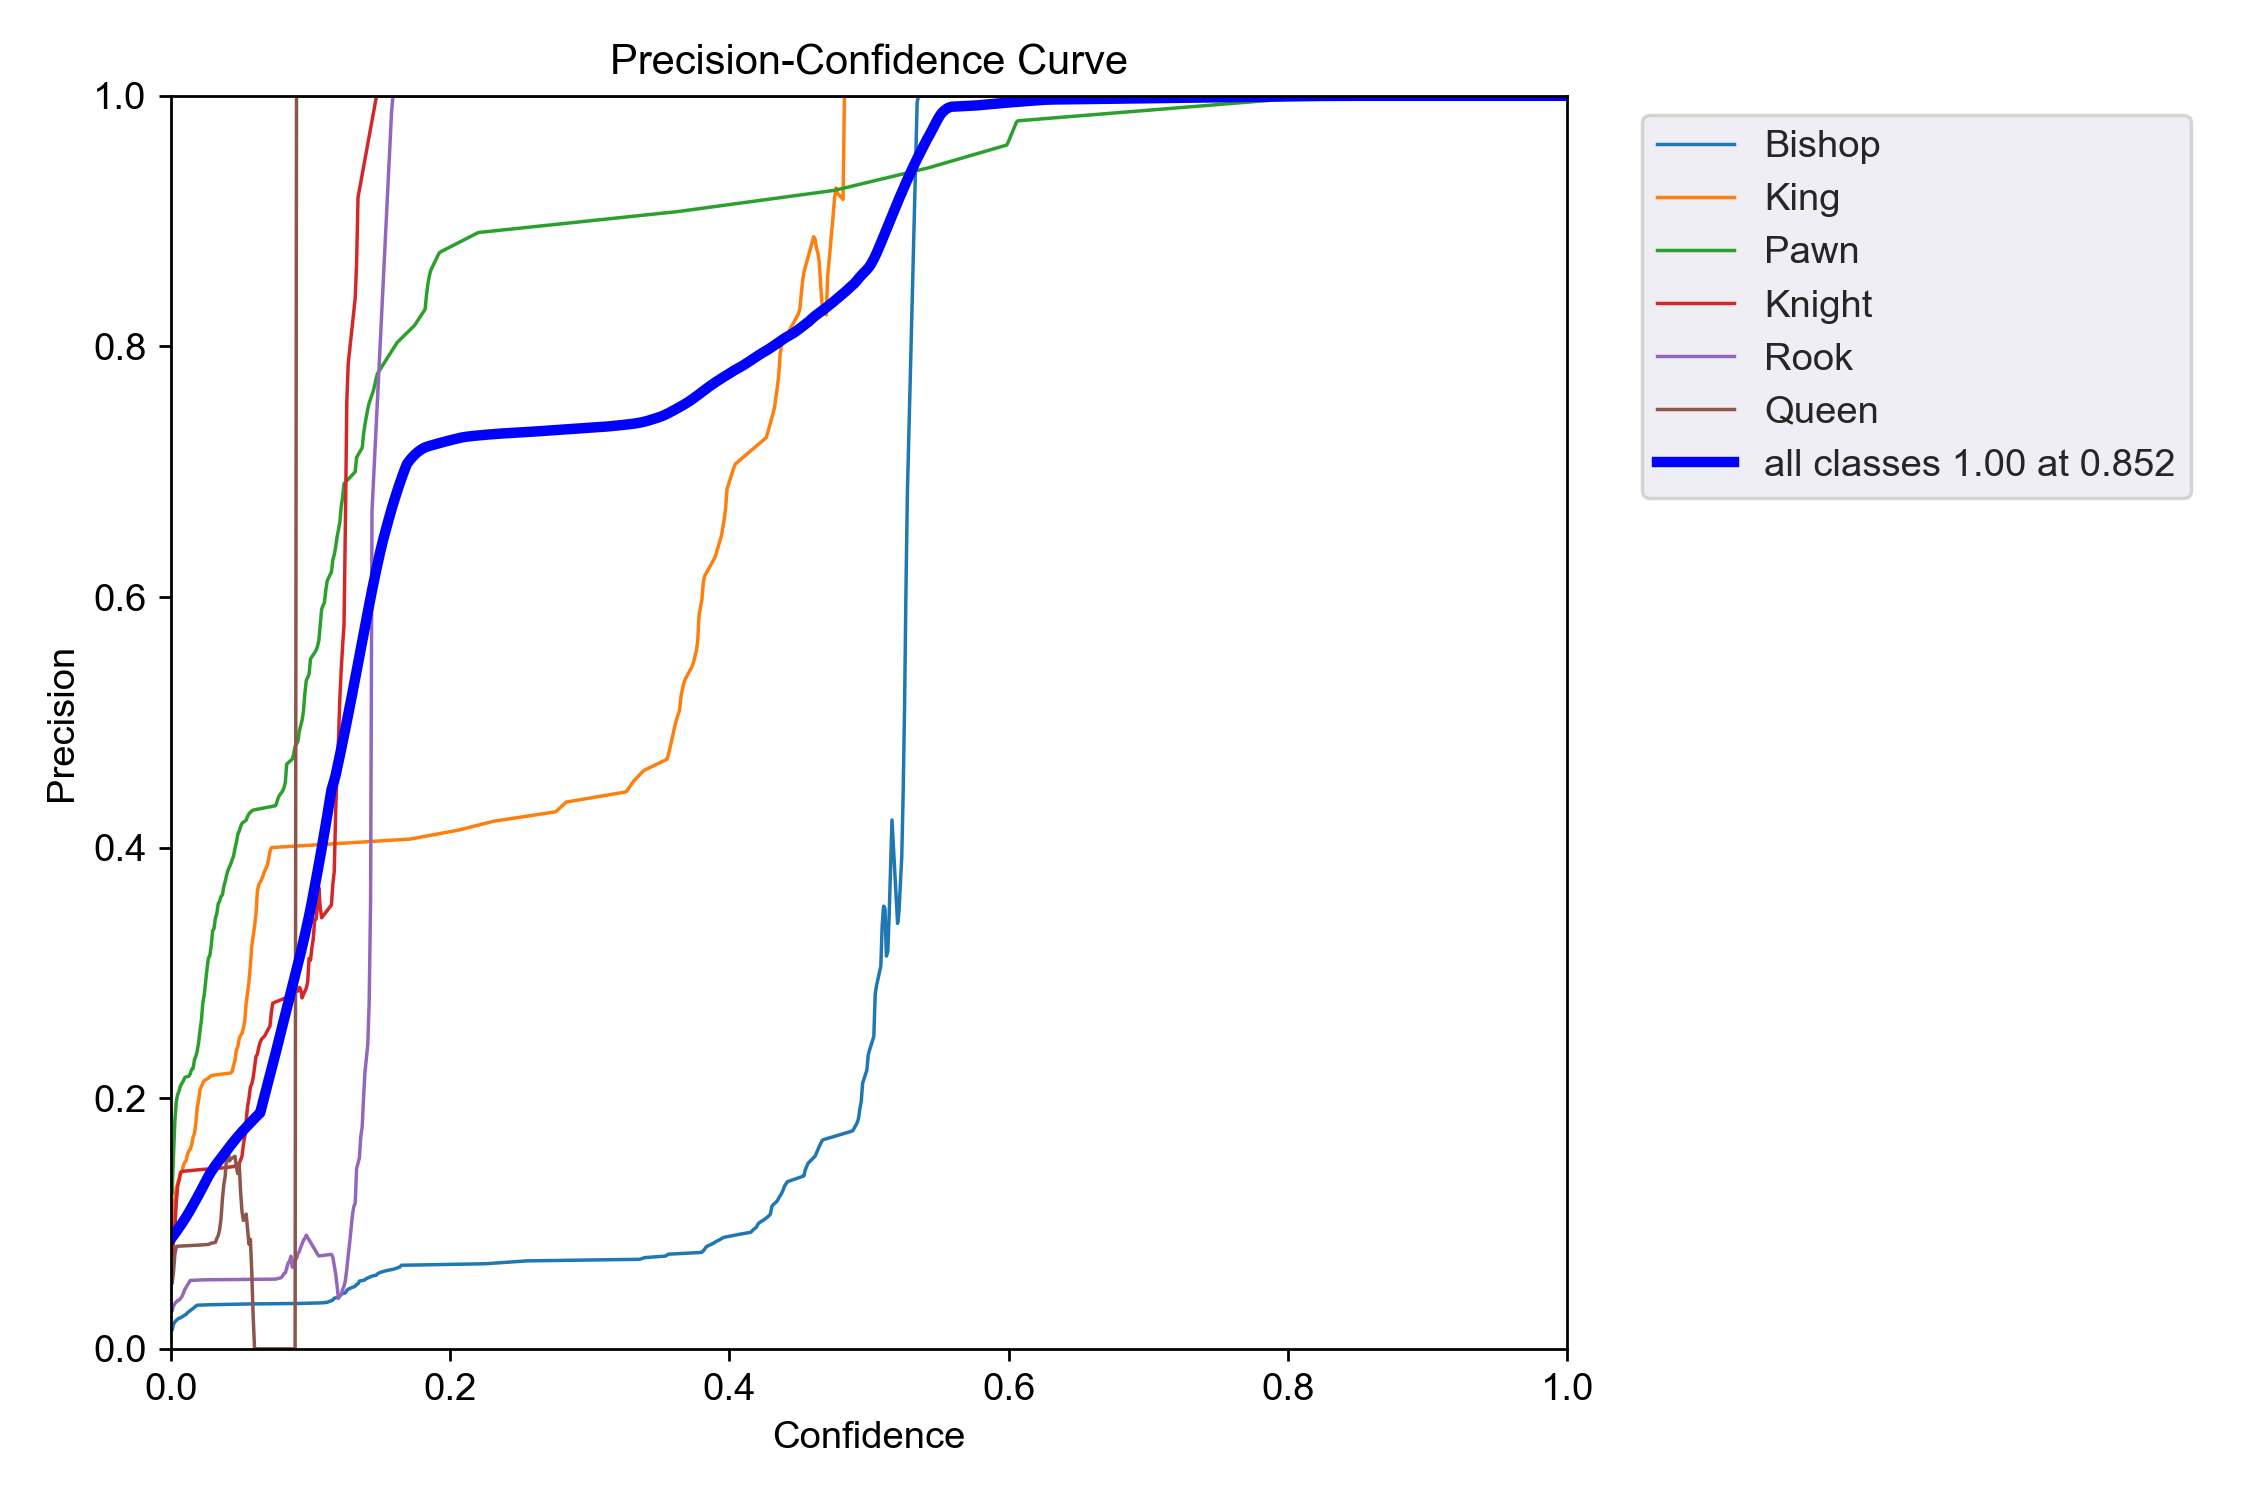 Precision-Confidence Curve
1.0
0.8
0.6
0.4
0.2
0.0
Precision
0.0 0.2 0.4 0.6 0.8 1.0
Confidence
Bishop
King
Pawn
Knight
Rook
Queen
all classes 1.00 at 0.852